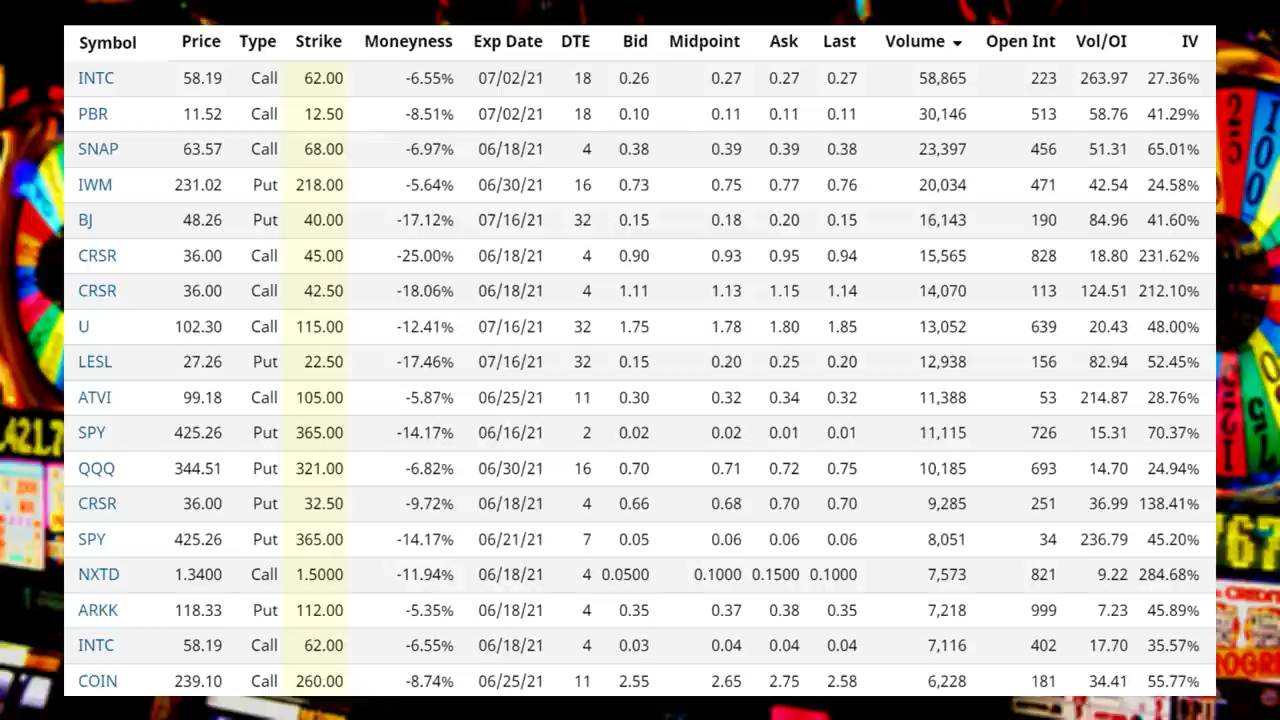 Symbol Price Type Strike Moneyness Exp Date DTE Bid Midpoint Ask Last Volume Open Int Vol/OI IV
INTC 58.19 Call 62.00 -6.55% 07/02/21 18 0.26 0.27 0.27 0.27 58,865 223 263.97 27.36%
PBR 11.52 Call 12.50 -8.51% 07/02/21 18 0.10 0.11 0.11 0.11 30,146 513 58.76 41.29%
SNAP 63.57 Call 68.00 -6.97% 06/18/21 4 0.38 0.39 0.39 0.38 23,397 456 51.31 65.01%
IWM 231.02 Put 218.00 -5.64% 06/30/21 16 0.73 0.75 0.77 0.76 20,034 471 42.54 24.58%
BJ 48.26 Put 40.00 -17.12% 07/16/21 32 0.15 0.18 0.20 0.15 16,143 190 84.96 41.60%
CRSR 36.00 Call 45.00 -25.00% 06/18/21 4 0.90 0.93 0.95 0.94 15,565 828 18.80 231.62%
CRSR 36.00 Call 42.50 -18.06% 06/18/21 4 1.11 1.13 1.15 1.14 14,070 113 124.51 212.10%
U 102.30 Call 115.00 -12.41% 07/16/21 32 1.75 1.78 1.80 1.85 13,052 639 20.43 48.00%
LESL 27.26 Put 22.50 -17.46% 07/16/21 32 0.15 0.20 0.25 0.20 12,938 156 82.94 52.45%
ATVI 99.18 Call 105.00 -5.87% 06/25/21 11 0.30 0.32 0.34 0.32 11,388 53 214.87 28.76%
SPY 425.26 Put 365.00 -14.17% 06/16/21 2 0.02 0.02 0.01 0.01 11,115 726 15.31 70.37%
QQQ 344.51 Put 321.00 -6.82% 06/30/21 16 0.70 0.71 0.72 0.75 10,185 693 14.70 24.94%
CRSR 36.00 Put 32.50 -9.72% 06/18/21 4 0.66 0.68 0.70 0.70 9,285 251 36.99 138.41%
SPY 425.26 Put 365.00 -14.17% 06/21/21 7 0.05 0.06 0.06 0.06 8,051 34 236.79 45.20%
NXTD 1.3400 Call 1.5000 -11.94% 06/18/21 4 0.0500 0.1000 0.1500 0.1000 7,573 821 9.22 284.68%
ARKK 118.33 Put 112.00 -5.35% 06/18/21 4 0.35 0.37 0.38 0.35 7,218 999 7.23 45.89%
INTC 58.19 Call 62.00 -6.55% 06/18/21 4 0.03 0.04 0.04 0.04 7,116 402 17.70 35.57%
COIN 239.10 Call 260.00 -8.74% 06/25/21 11 2.55 2.65 2.75 2.58 6,228 181 34.41 55.77%